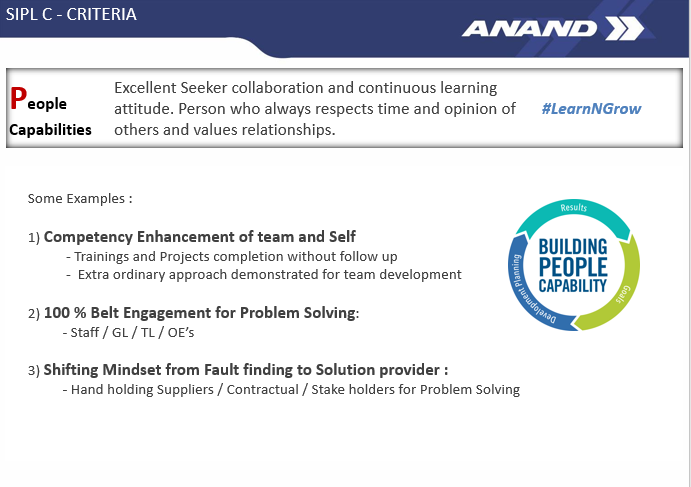 SIPL C - CRITERIA
ANAND
People
Capabilities
Excellent Seeker collaboration and continuous learning
attitude. Person who always respects time and opinion of
others and values relationships.
#LearnNGrow
Some Examples :
1) Competency Enhancement of team and Self
- Trainings and Projects completion without follow up
- Extra ordinary approach demonstrated for team development
2) 100 % Belt Engagement for Problem Solving:
- Staff / GL / TL / OE’s
3) Shifting Mindset from Fault finding to Solution provider :
- Hand holding Suppliers / Contractual / Stake holders for Problem Solving
Results
BUILDING
PEOPLE
CAPABILITY
Goals
Development Planning